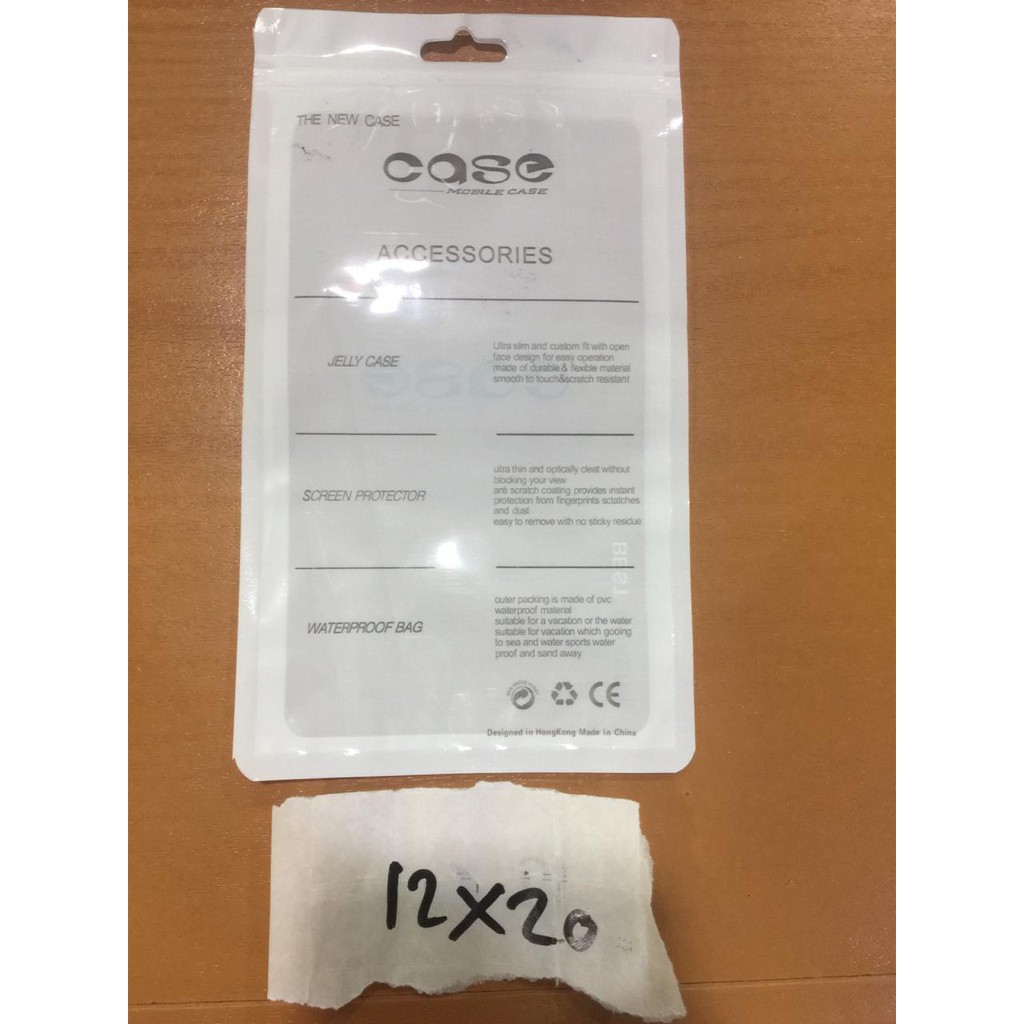 THE NEW CASE
case
MOBILE CASE
ACCESSORIES
JELLY CASE
Ultra slim and custom fit with open
face design for easy operation
made of durable & flexible material
smooth to touch&scratch resistant
SCREEN PROTECTOR
ultra thin and optically cleat without
blocking your view
anti scratch coating provides instant
protection from fingerprints sctatches
and dust
easy to remove with no sticky residue
BEST
WATERPROOF BAG
outer packing is made of pvc
waterproof material
suitable for a vacation or the water
suitable for vacation which gooing
to sea and water sports water
proof and sand away
CE
Designed in HongKong Made in China
12x20